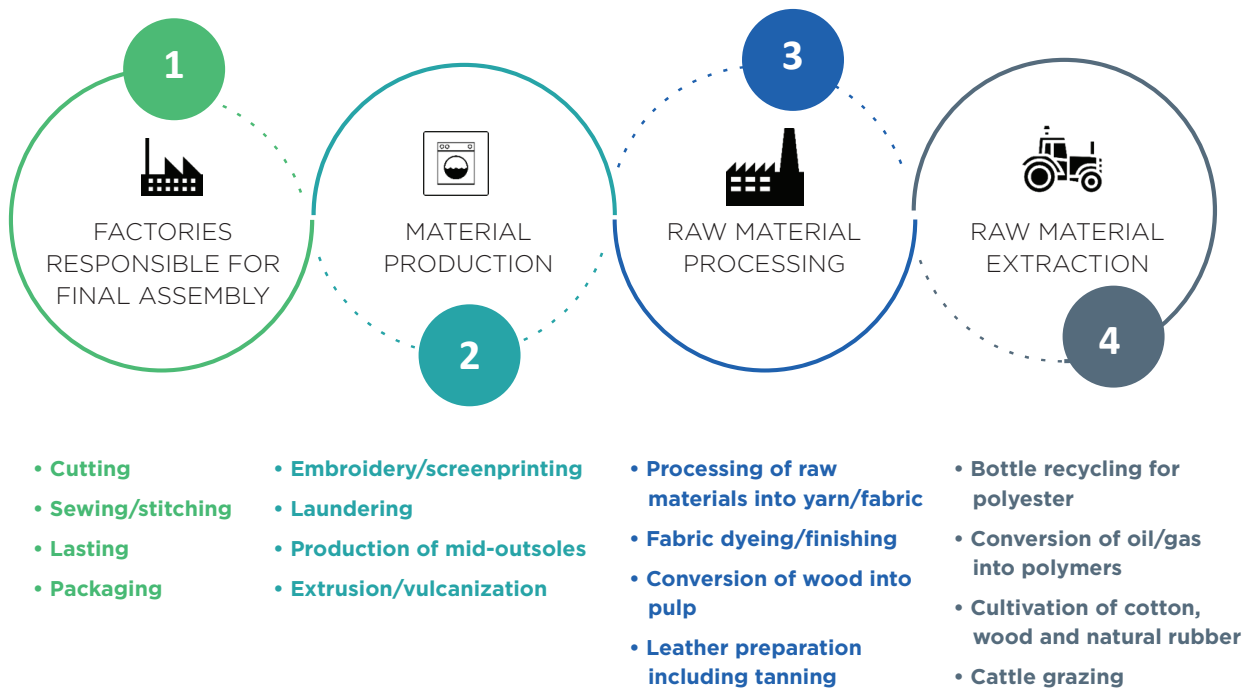 1
FACTORIES
RESPONSIBLE FOR
FINAL ASSEMBLY
2
MATERIAL
PRODUCTION
3
RAW MATERIAL
PROCESSING
4
RAW MATERIAL
EXTRACTION
• Cutting
• Sewing/stitching
• Lasting
• Packaging
• Embroidery/screenprinting
• Laundering
• Production of mid-outsoles
• Extrusion/vulcanization
• Processing of raw
materials into yarn/fabric
• Fabric dyeing/finishing
• Conversion of wood into
pulp
• Leather preparation
including tanning
• Bottle recycling for
polyester
• Conversion of oil/gas
into polymers
• Cultivation of cotton,
wood and natural rubber
• Cattle grazing